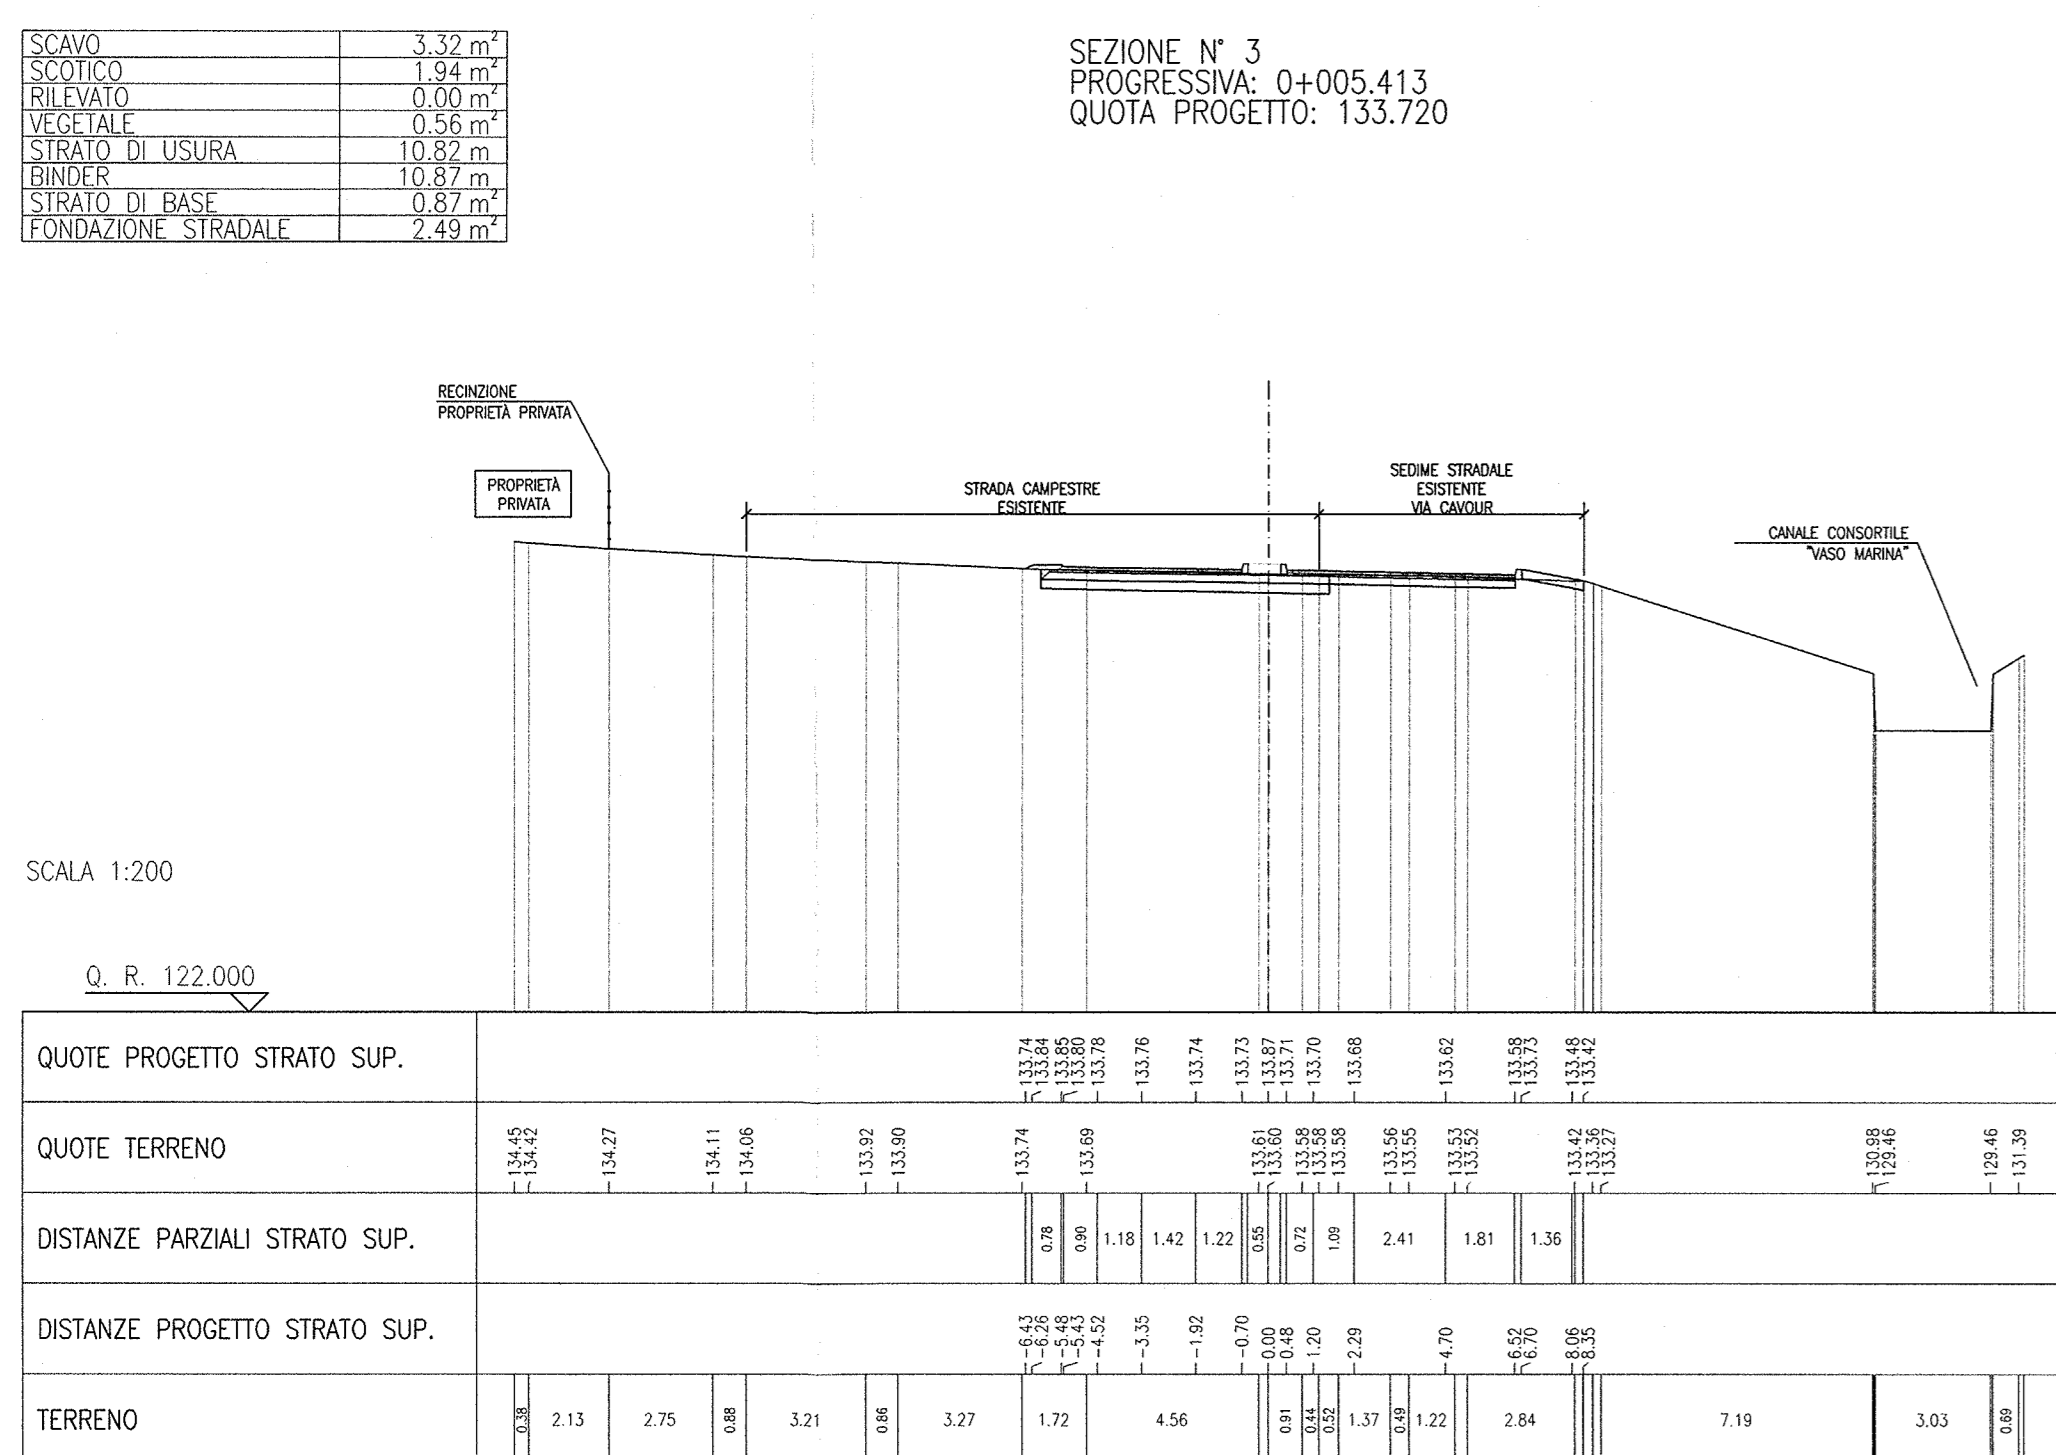 SCAVO 3.32 m²
SCOTICO 1.94 m²
RILEVATO 0.00 m²
VEGETALE 0.56 m²
STRATO DI USURA 10.82 m
BINDER 10.87 m
STRATO DI BASE 0.87 m²
FONDAZIONE STRADALE 2.49 m²
SEZIONE N° 3
PROGRESSIVA: 0+005.413
QUOTA PROGETTO: 133.720
RECINZIONE
PROPRIETÀ PRIVATA
PROPRIETÀ
PRIVATA
STRADA CAMPESTRE
ESISTENTE
SEDIME STRADALE
ESISTENTE
VIA CAVOUR
CANALE CONSORTILE
"VASO MARINA"
SCALA 1:200
Q. R. 122.000
QUOTE PROGETTO STRATO SUP. 133.74 133.84 133.85 133.80 133.78 133.76 133.74 133.73 133.87 133.71 133.70 133.68 133.62 133.58 133.73 133.48 133.42
QUOTE TERRENO 134.45 134.42 134.27 134.11 134.06 133.92 133.90 133.74 133.69 133.61 133.60 133.58 133.58 133.58 133.56 133.55 133.53 133.52 133.42 133.36 133.27 130.98 129.46 129.46 131.39
DISTANZE PARZIALI STRATO SUP. 0.78 0.90 1.18 1.42 1.22 0.55 0.72 1.09 2.41 1.81 1.36
DISTANZE PROGETTO STRATO SUP. -6.43 -6.26 -5.48 -5.43 -4.52 -3.35 -1.92 -0.70 0.00 0.48 1.20 2.29 4.70 6.52 6.70 8.06 8.35
TERRENO 0.38 2.13 2.75 0.88 3.21 0.86 3.27 1.72 4.56 0.91 0.44 0.52 1.37 0.49 1.22 2.84 7.19 3.03 0.69